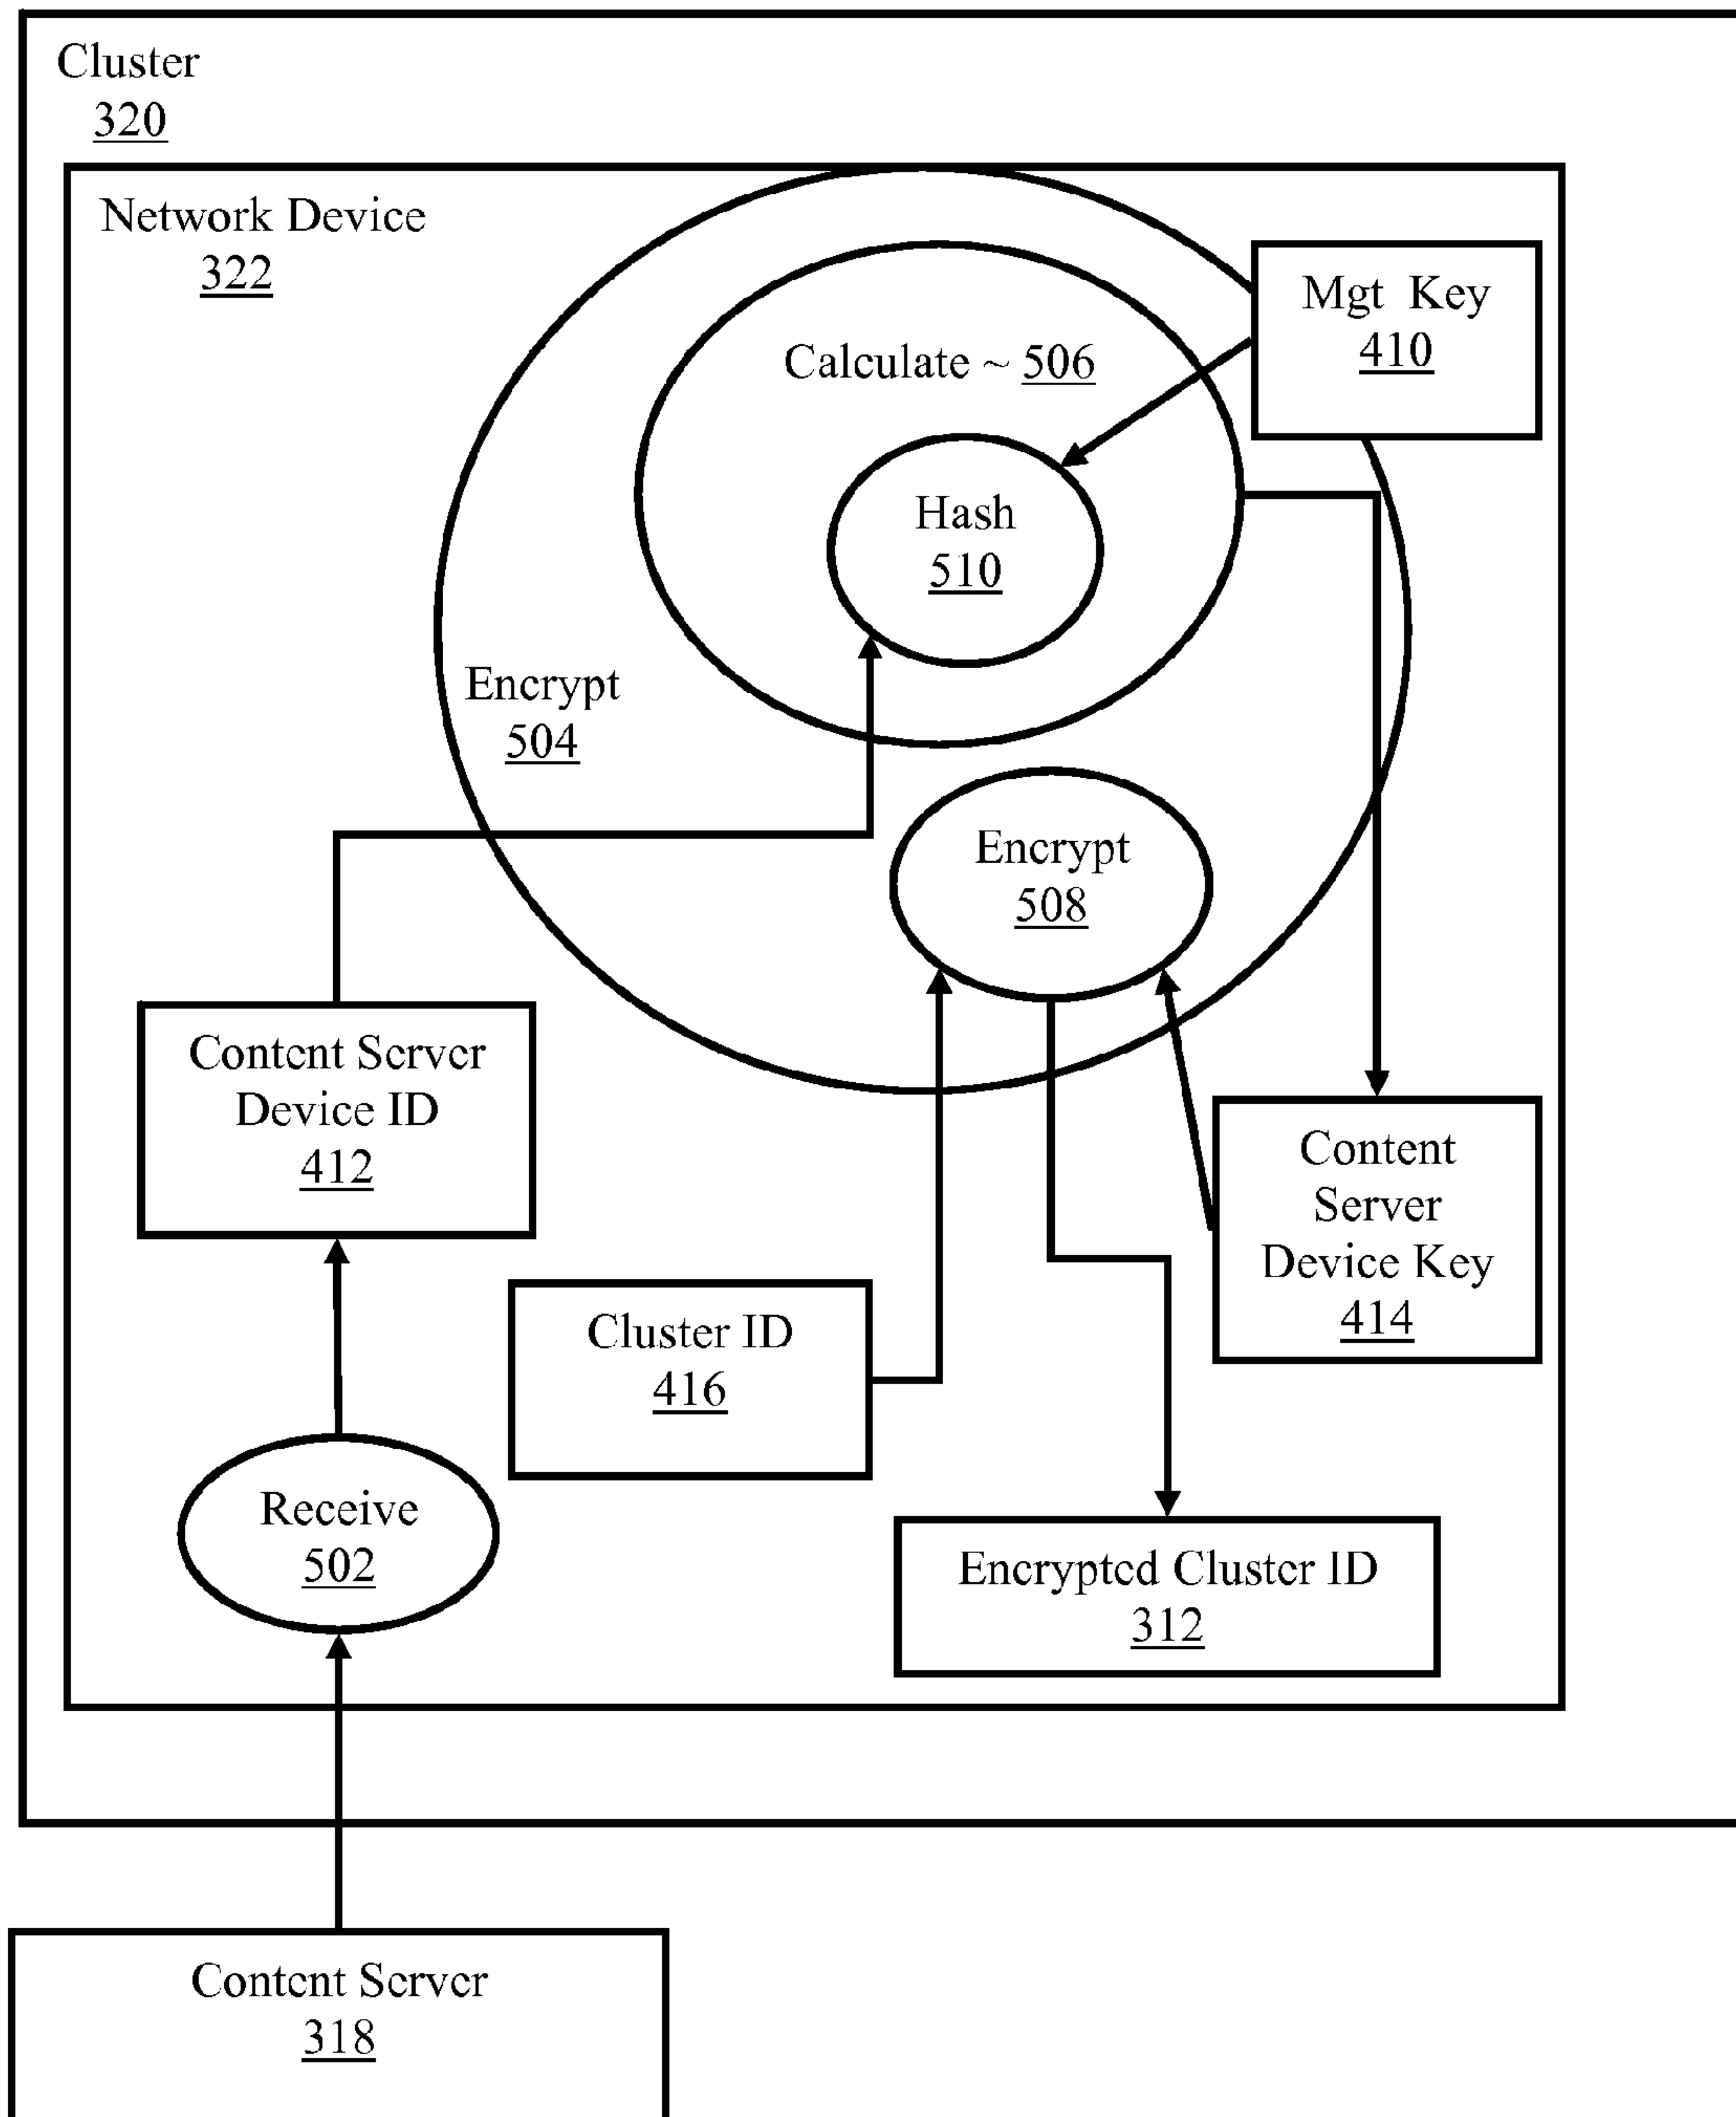 Cluster
320
Network Device
322
Mgt Key
410
Calculate ~ 506
Hash
510
Encrypt
504
Encrypt
508
Content Server
Device ID
412
Content
Server
Device Key
414
Cluster ID
416
Receive
502
Encrypted Cluster ID
312
Content Server
318